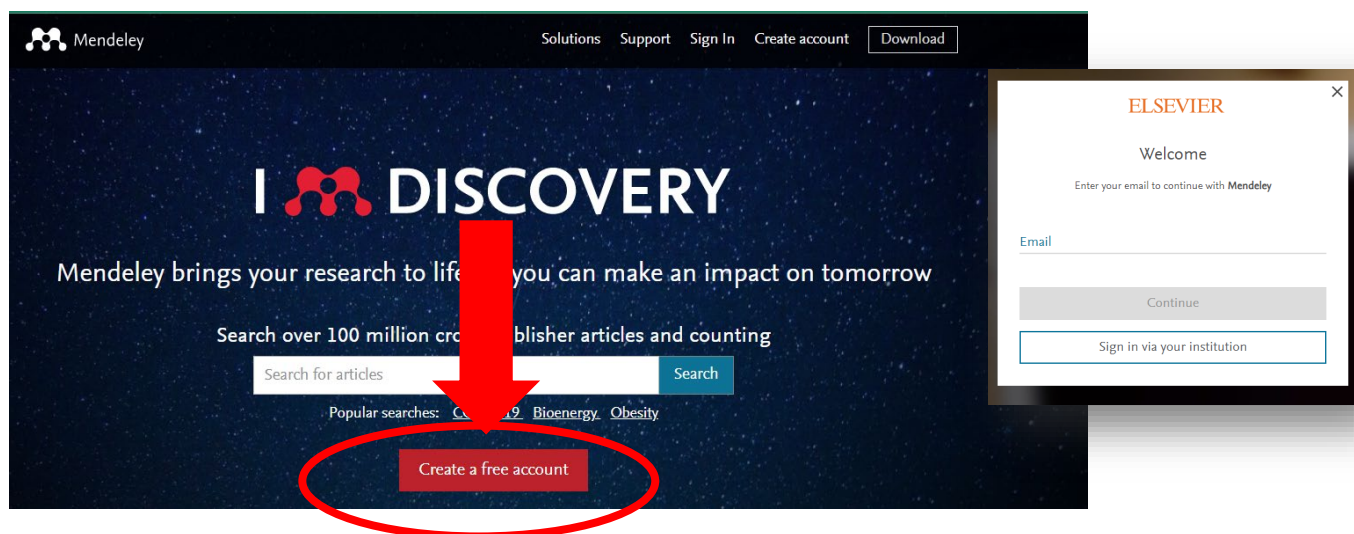 Mendeley
Solutions Support Sign In Create account Download
I DISCOVERY
Mendeley brings your research to life you can make an impact on tomorrow
Search over 100 million cro blisher articles and counting
Search for articles Search
Popular searches: CO 19 Bioenergy Obesity
Create a free account
ELSEVIER
Welcome
Enter your email to continue with Mendeley
Email
Continue
Sign in via your institution